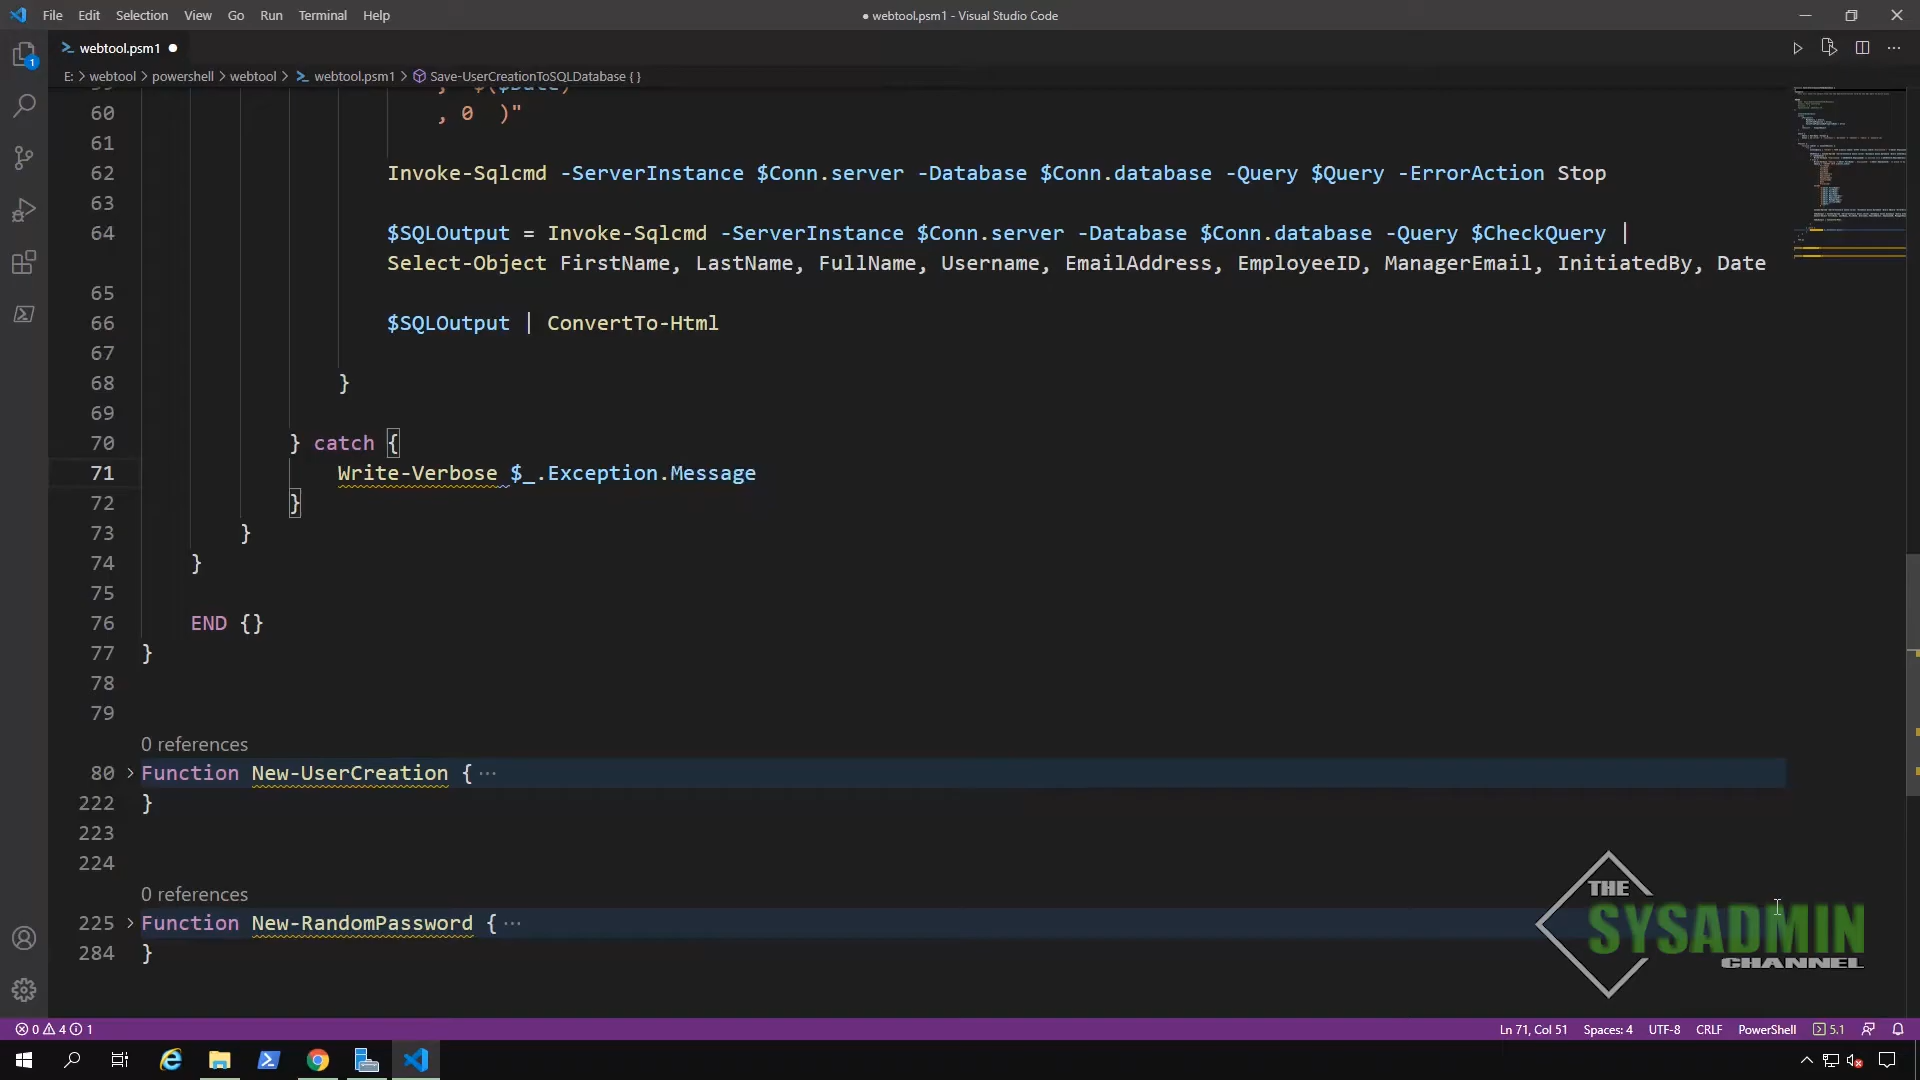 File Edit Selection View Go Run Terminal Help
● webtool.psm1 - Visual Studio Code
webtool.psm1 ●
E: > webtool > powershell > webtool > webtool.psm1 > Save-UserCreationToSQLDatabase { }
60 , 0 )"
61
62 Invoke-Sqlcmd -ServerInstance $Conn.server -Database $Conn.database -Query $Query -ErrorAction Stop
63
64 $SQLOutput = Invoke-Sqlcmd -ServerInstance $Conn.server -Database $Conn.database -Query $CheckQuery |
Select-Object FirstName, LastName, FullName, Username, EmailAddress, EmployeeID, ManagerEmail, InitiatedBy, Date
65
66 $SQLOutput | ConvertTo-Html
67
68 }
69
70 } catch {
71 Write-Verbose $_.Exception.Message
72 }
73 }
74 }
75
76 END {}
77 }
78
79
0 references
80 Function New-UserCreation { ···
222 }
223
224
0 references
225 Function New-RandomPassword { ···
284 }
THE
SYSADMIN
CHANNEL
0 4 1 Ln 71, Col 51 Spaces: 4 UTF-8 CRLF PowerShell 5.1